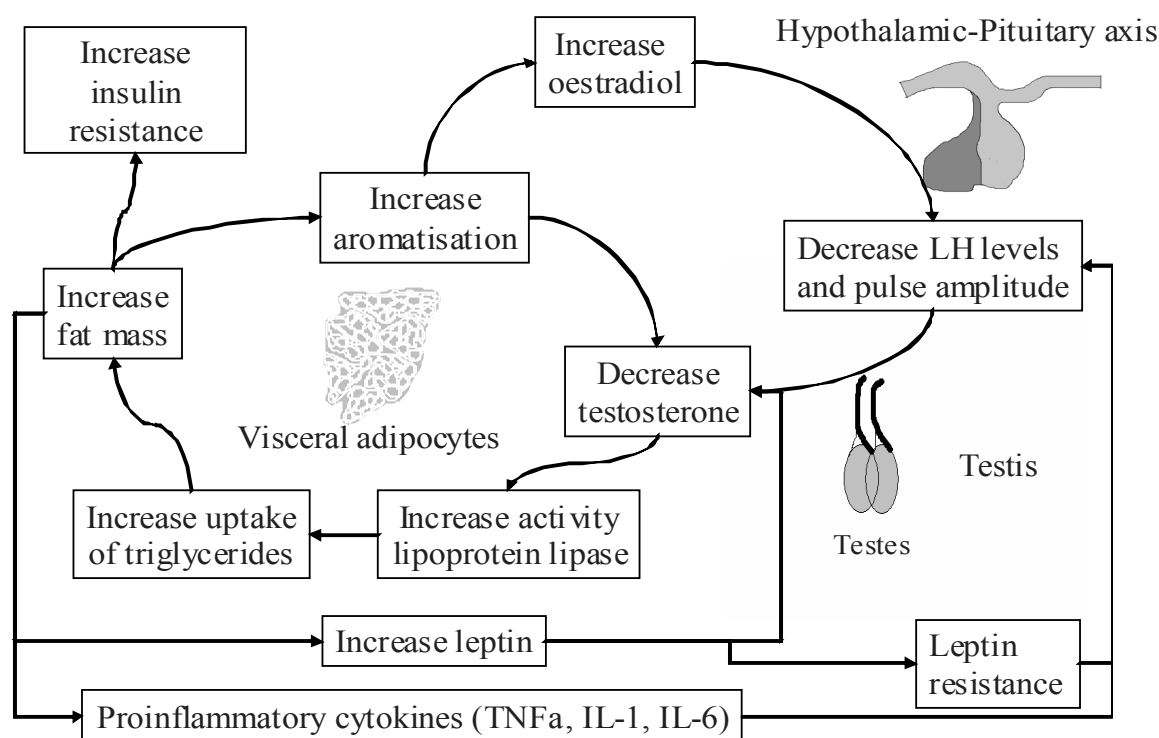 Increase
insulin
resistance
Increase
oestradiol
Hypothalamic-Pituitary axis
Increase
aromatisation
Decrease LH levels
and pulse amplitude
Increase
fat mass
Decrease
testosterone
Visceral adipocytes
Testis
Increase uptake
of triglycerides
Increase activity
lipoprotein lipase
Testes
Increase leptin
Leptin
resistance
Proinflammatory cytokines (TNFa, IL-1, IL-6)